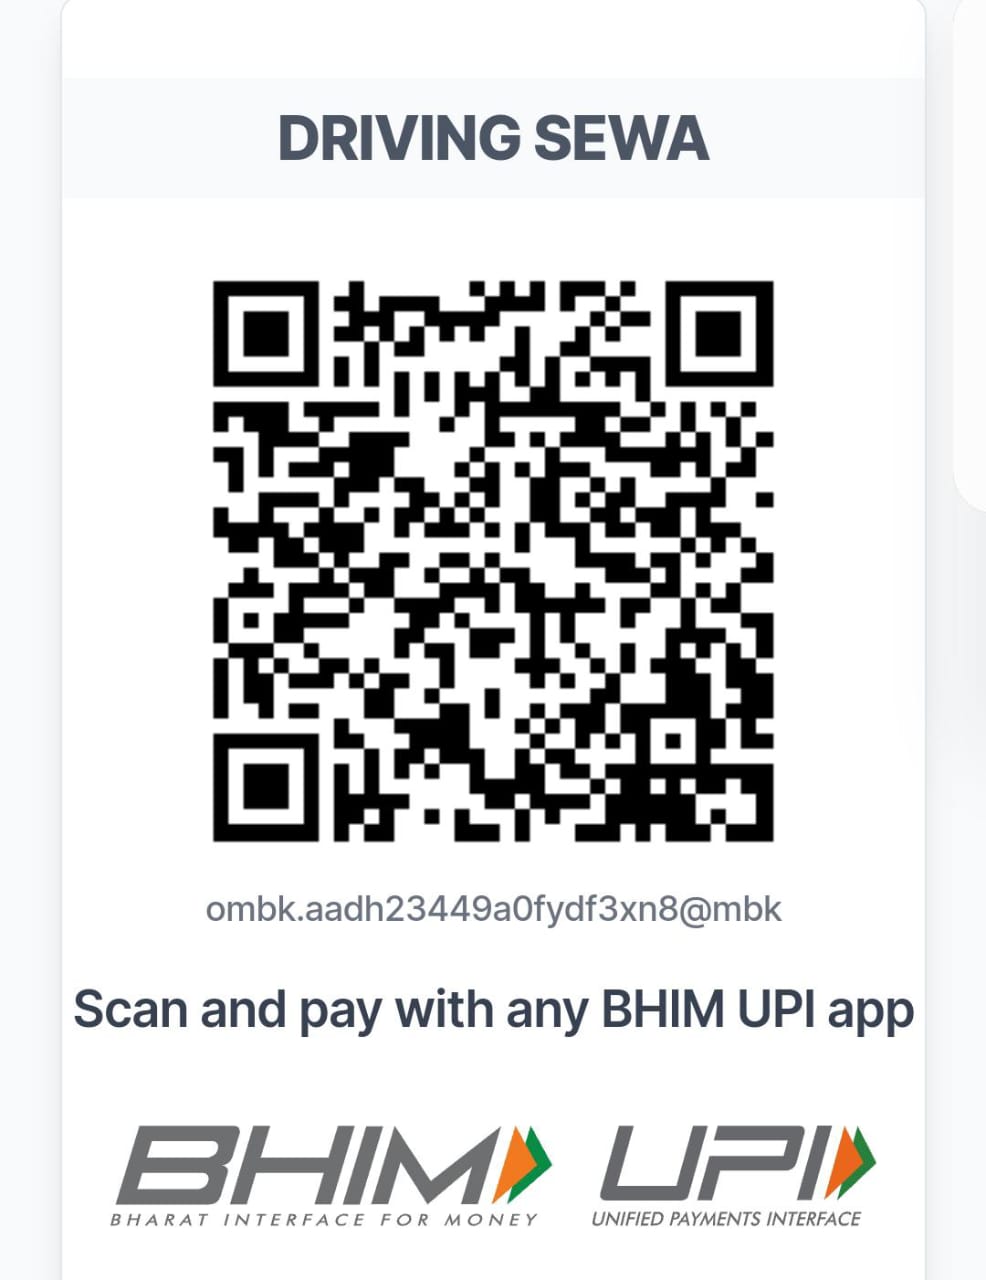 DRIVING SEWA
ombk.aadh23449a0fydf3xn8@mbk
Scan and pay with any BHIM UPI app
BHIM UPI
BHARAT INTERFACE FOR MONEY UNIFIED PAYMENTS INTERFACE